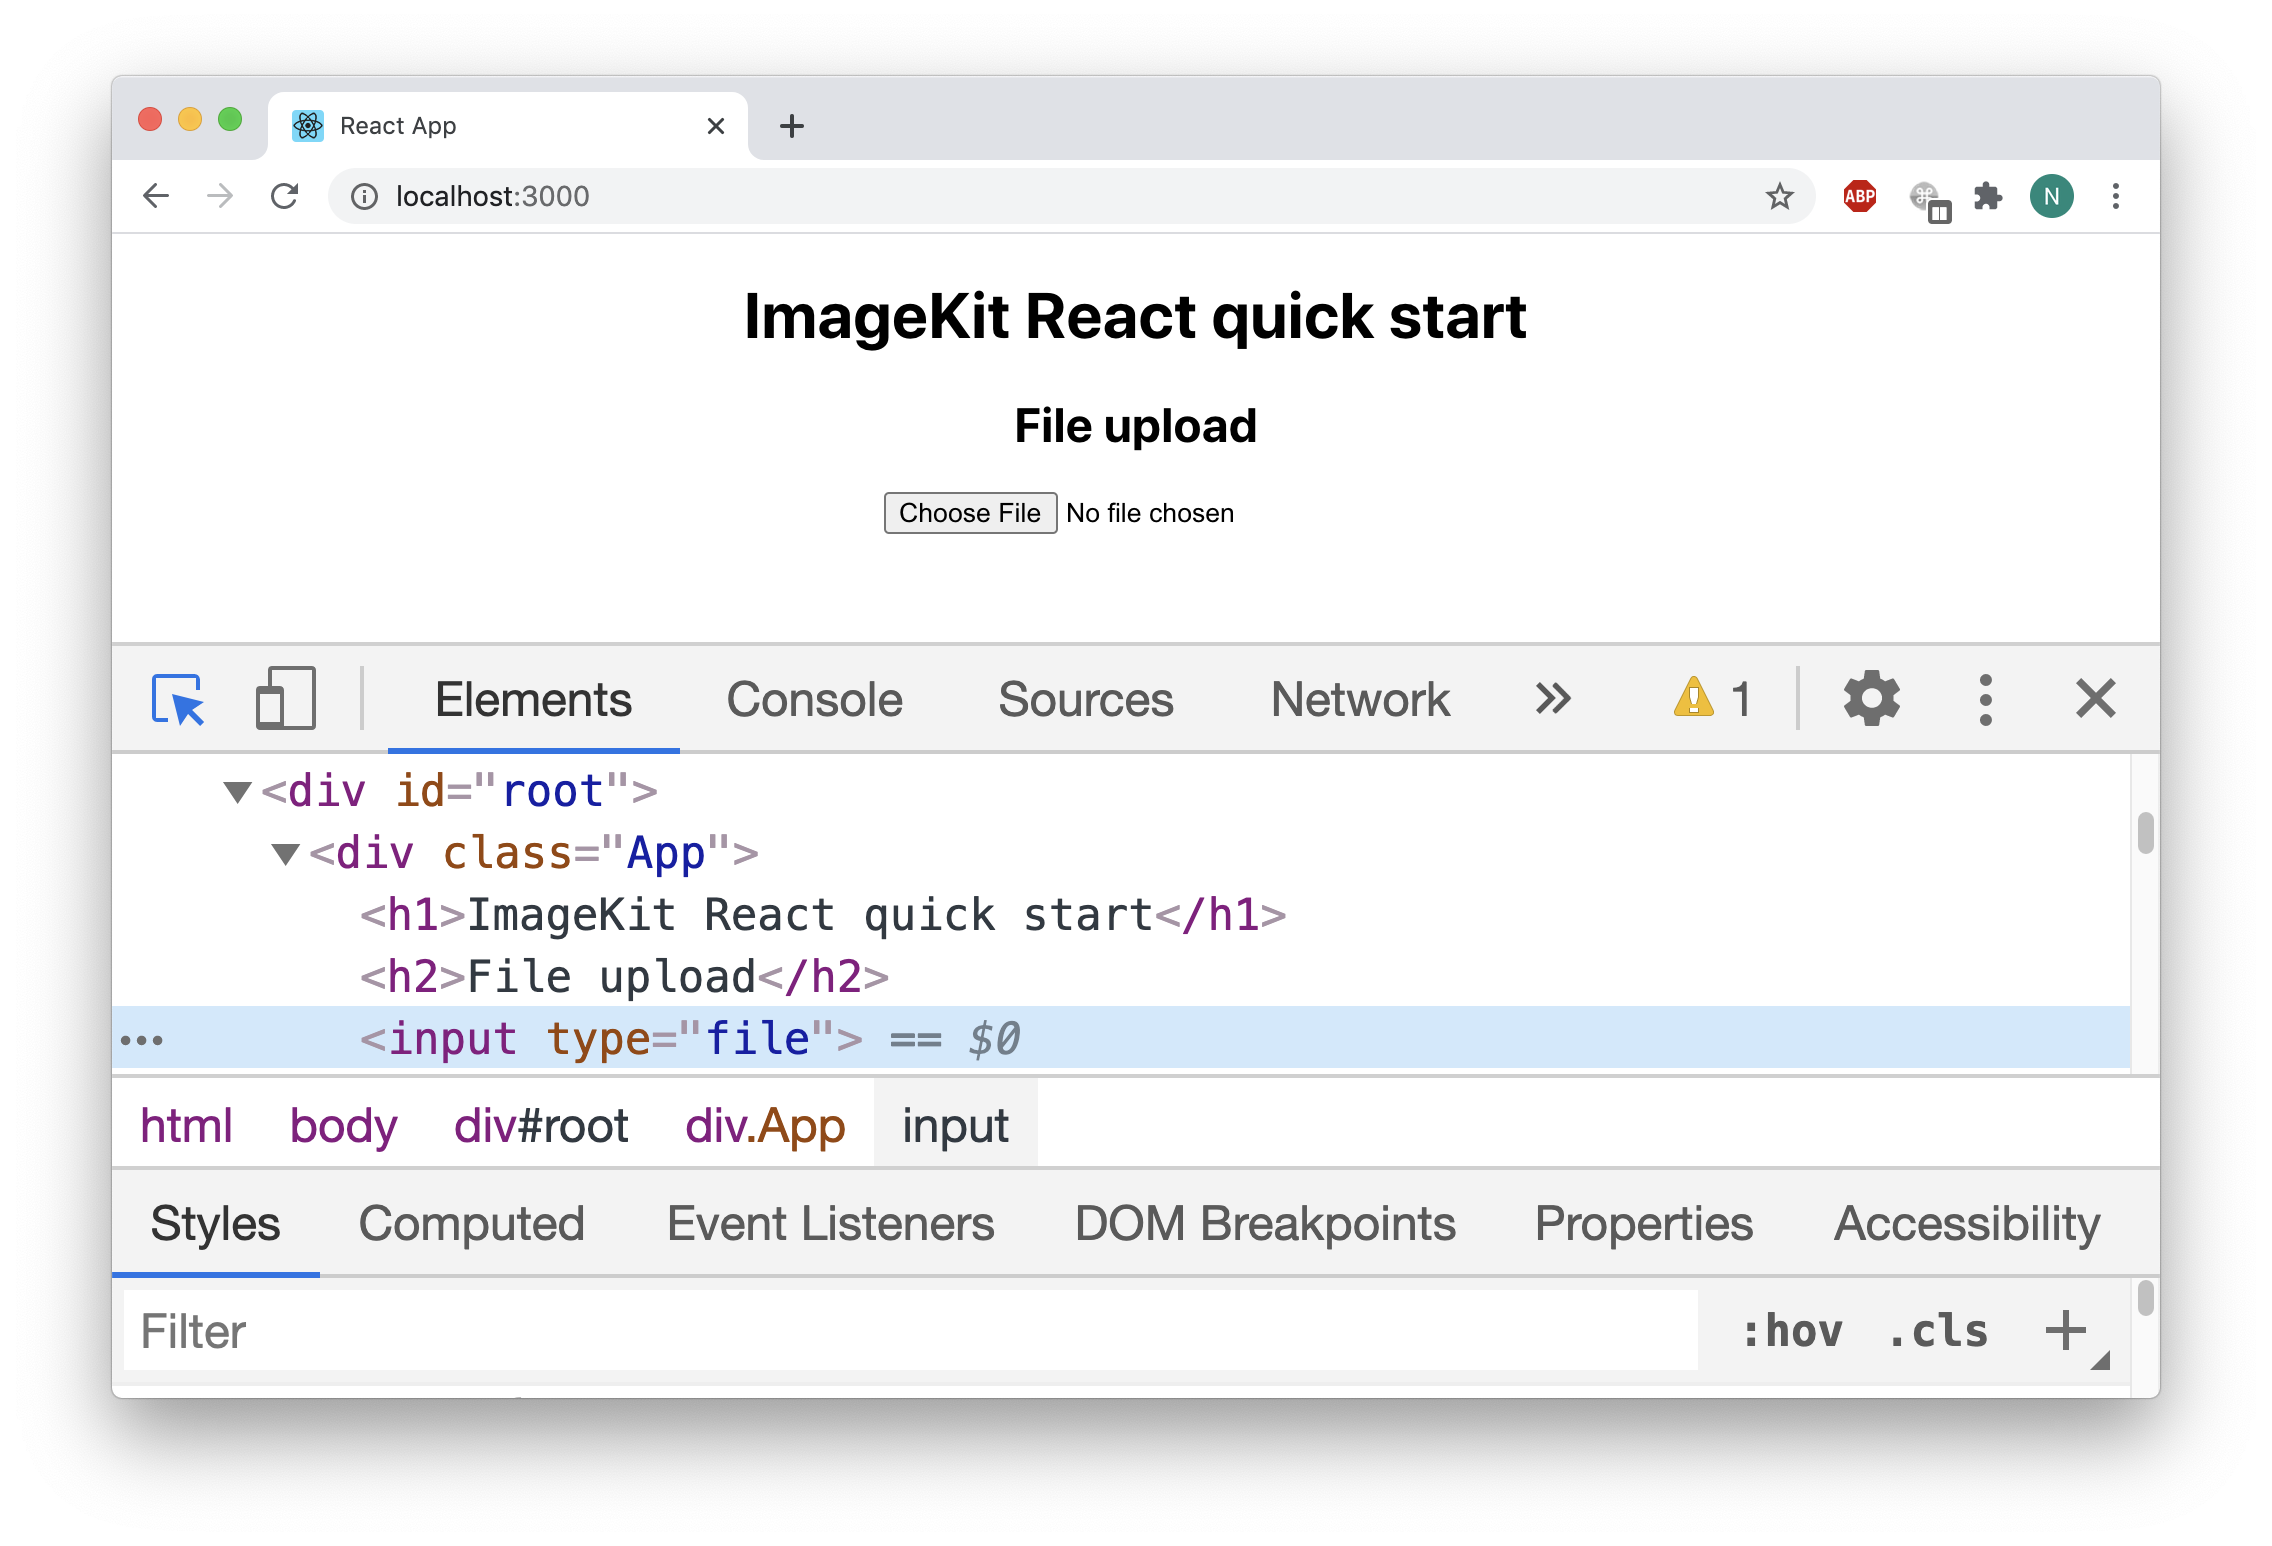 React App
localhost:3000
ABP
N
ImageKit React quick start
File upload
Choose File No file chosen
Elements Console Sources Network 1
<div id="root">
<div class="App">
<h1>ImageKit React quick start</h1>
<h2>File upload</h2>
<input type="file"> == $0
html body div#root div.App input
Styles Computed Event Listeners DOM Breakpoints Properties Accessibility
Filter :hov .cls